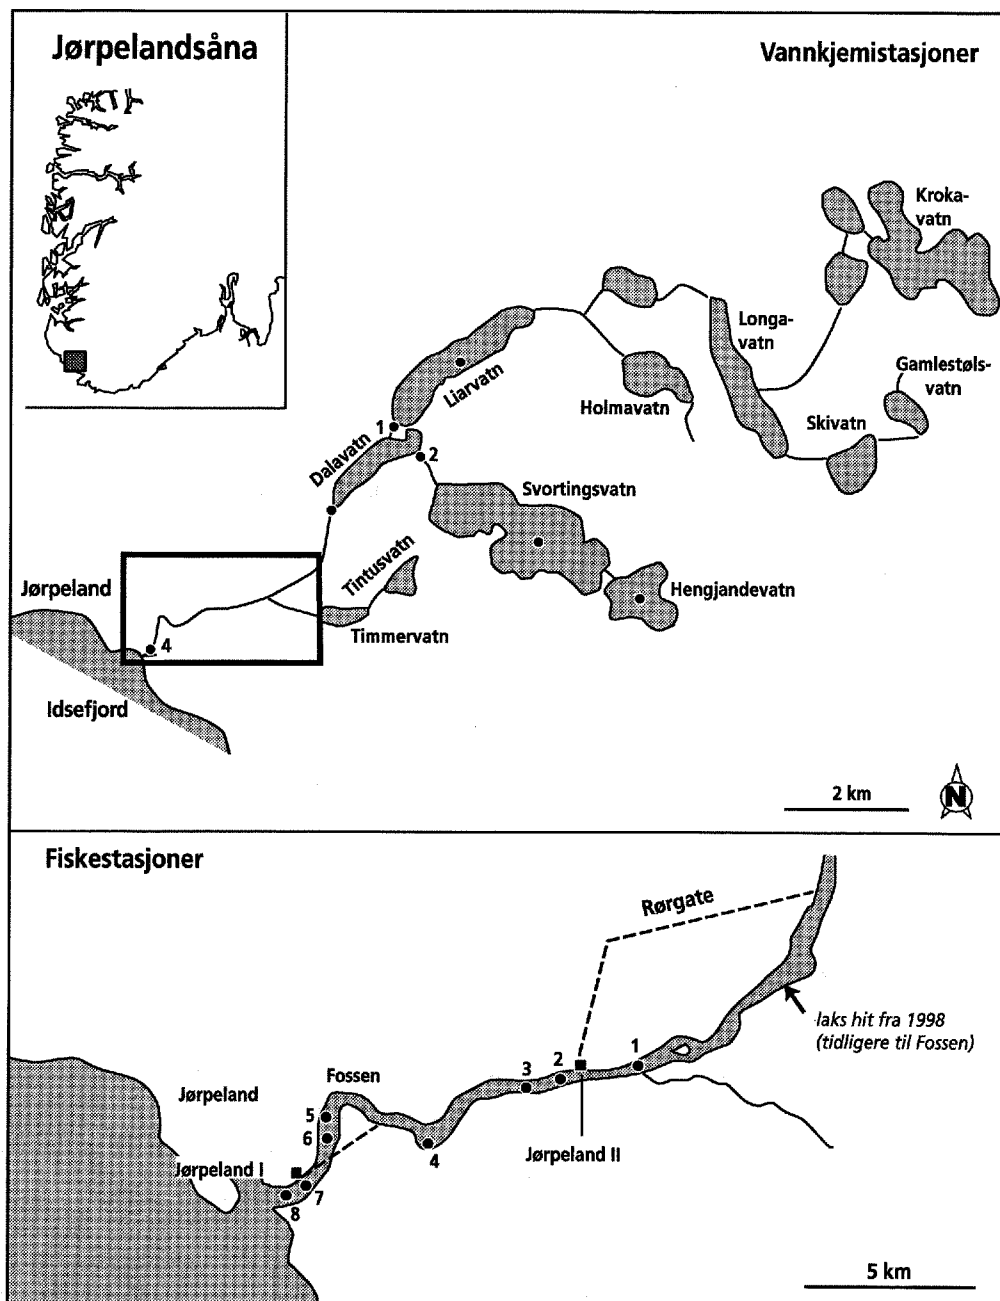 Jørpelandsåna
Vannkjemistasjoner
Kroka-
vatn
Longa-
vatn
Gamlestøls-
vatn
Liarvatn
Holmavatn
Skivatn
1
Dalavatn
2
Svortingsvatn
Tintusvatn
Hengjandevatn
Jørpeland
Timmervatn
4
Idsefjord
2 km
N
Fiskestasjoner
Rørgate
laks hit fra 1998
(tidligere til Fossen)
1
2
3
Fossen
Jørpeland
5
6
4
Jørpeland II
Jørpeland I
7
8
5 km